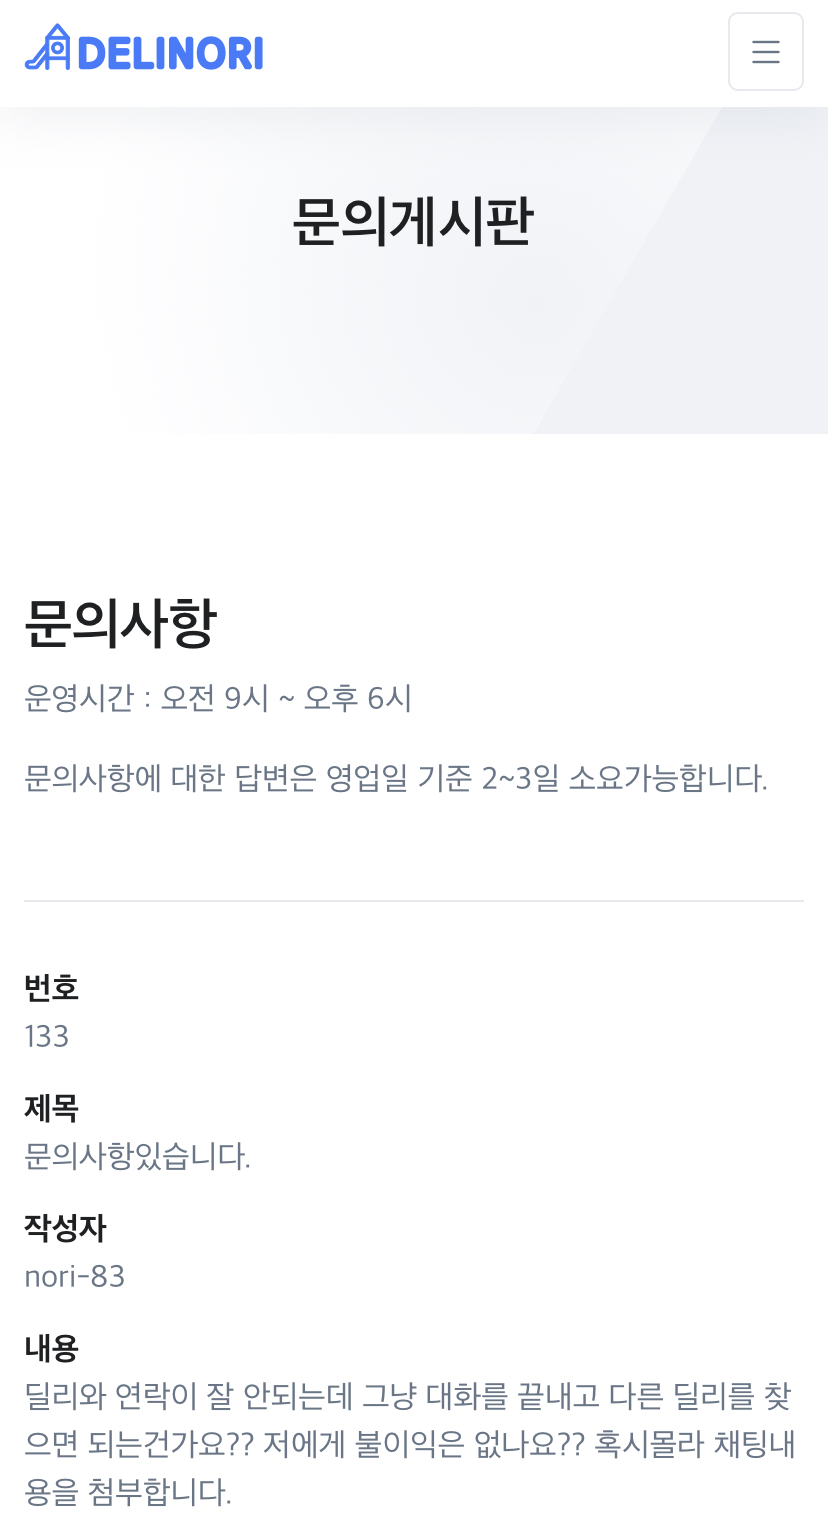 DELINORI
문의게시판
문의사항
운영시간 : 오전 9시 ~ 오후 6시
문의사항에 대한 답변은 영업일 기준 2~3일 소요가능합니다.
번호
133
제목
문의사항있습니다.
작성자
nori-83
내용
딜리와 연락이 잘 안되는데 그냥 대화를 끝내고 다른 딜리를 찾
으면 되는건가요?? 저에게 불이익은 없나요?? 혹시몰라 채팅내
용을 첨부합니다.